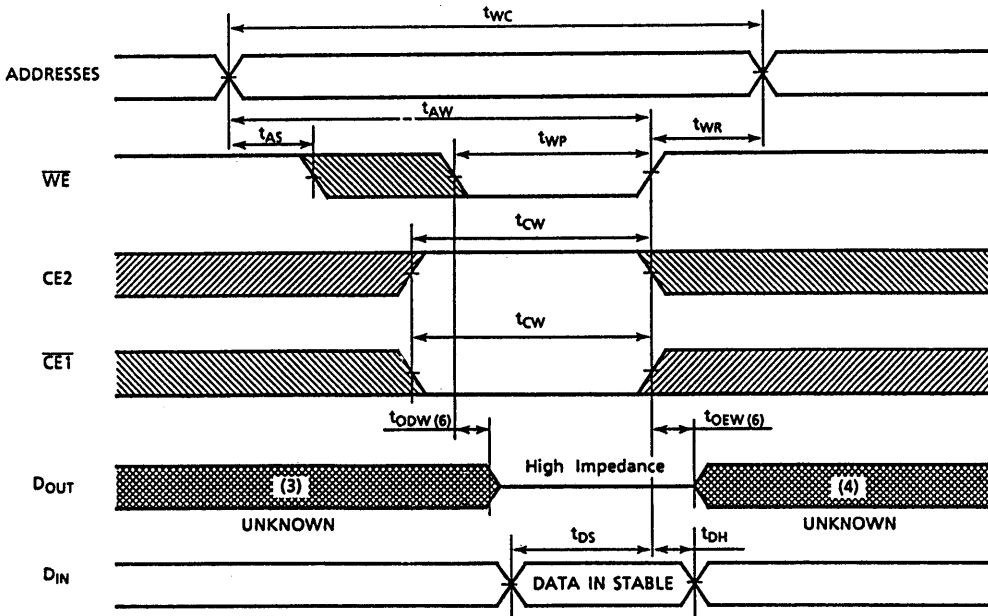 tWC
ADDRESSES
tAW
tAS
tWP
tWR
WE
tCW
CE2
tCW
CE1
tODW (6)
tOEW (6)
High Impedance
DOUT
(3)
(4)
UNKNOWN
UNKNOWN
tDS
tDH
DIN
DATA IN STABLE